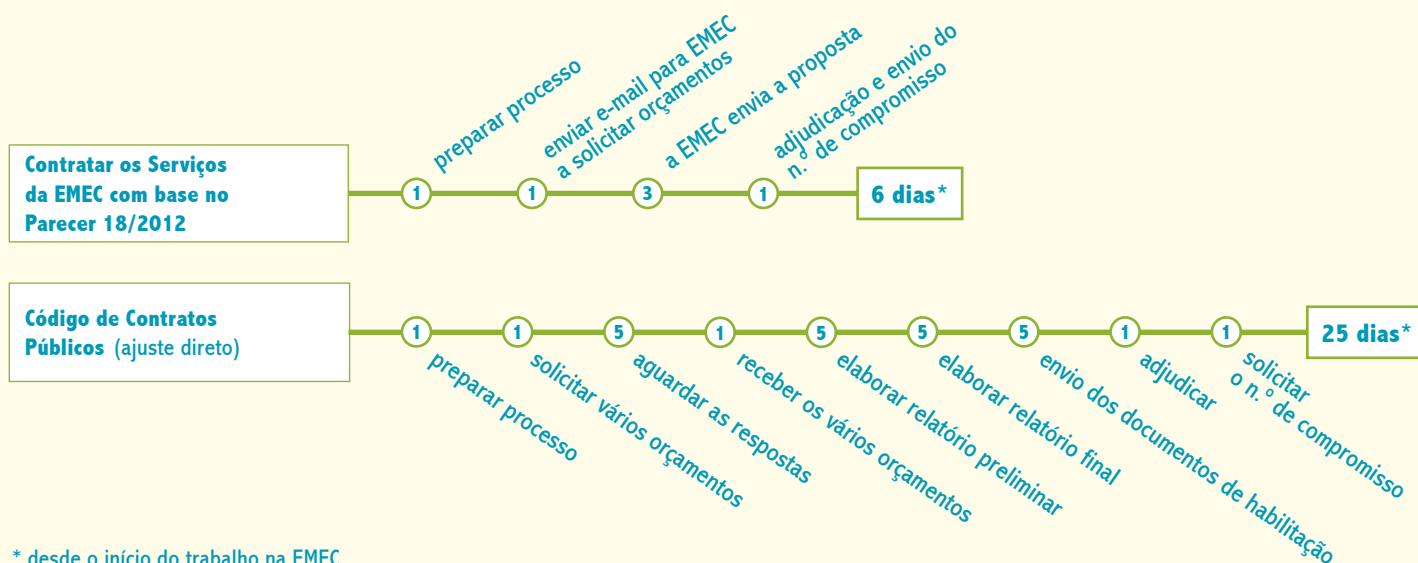 preparar processo
enviar e-mail para EMEC
a solicitar orçamentos
a EMEC envia a proposta
adjudicação e envio do
n.º de compromisso
Contratar os Serviços
da EMEC com base no
Parecer 18/2012
1
1
3
1
6 dias*
Código de Contratos
Públicos (ajuste direto)
1
1
5
1
5
5
5
1
1
25 dias*
preparar processo
solicitar vários orçamentos
aguardar as respostas
receber os vários orçamentos
elaborar relatório preliminar
elaborar relatório final
envio dos documentos de habilitação
adjudicar
solicitar
o n.º de compromisso
* desde o início do trabalho na EMEC